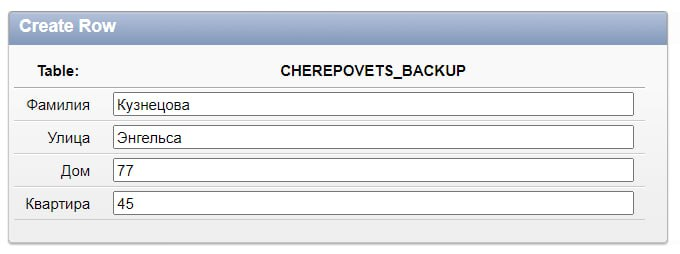 Create Row
Table: CHEREPOVETS_BACKUP
Фамилия Кузнецова
Улица Энгельса
Дом 77
Квартира 45